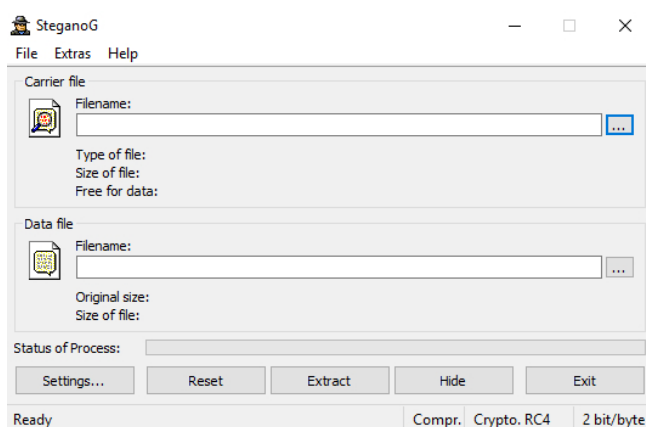 SteganoG
File Extras Help
Carrier file
Filename:
...
Type of file:
Size of file:
Free for data:
Data file
Filename:
...
Original size:
Size of file:
Status of Process:
Settings... Reset Extract Hide Exit
Ready Compr. Crypto. RC4 2 bit/byte